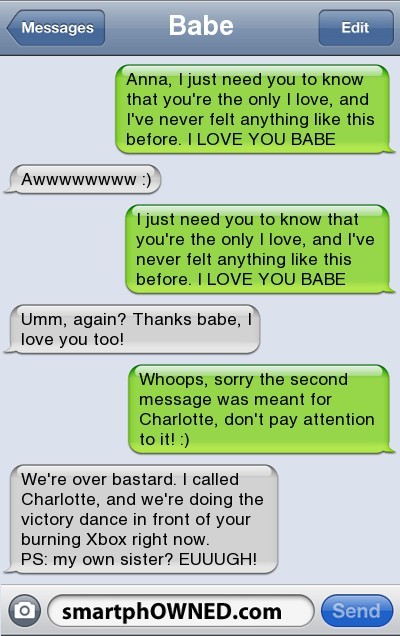 Messages
Babe
Edit
Anna, I just need you to know
that you're the only I love, and
I've never felt anything like this
before. I LOVE YOU BABE
Awwwwwwww :)
I just need you to know that
you're the only I love, and I've
never felt anything like this
before. I LOVE YOU BABE
Umm, again? Thanks babe, I
love you too!
Whoops, sorry the second
message was meant for
Charlotte, don't pay attention
to it! :)
We're over bastard. I called
Charlotte, and we're doing the
victory dance in front of your
burning Xbox right now.
PS: my own sister? EUUUGH!
smartphOWNED.com
Send